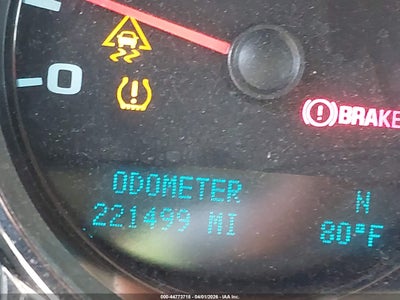 0
BRAKE
ODOMETER
221499 MI
N
80°F
000-44773718 - 04/01/2026 - IAA Inc.